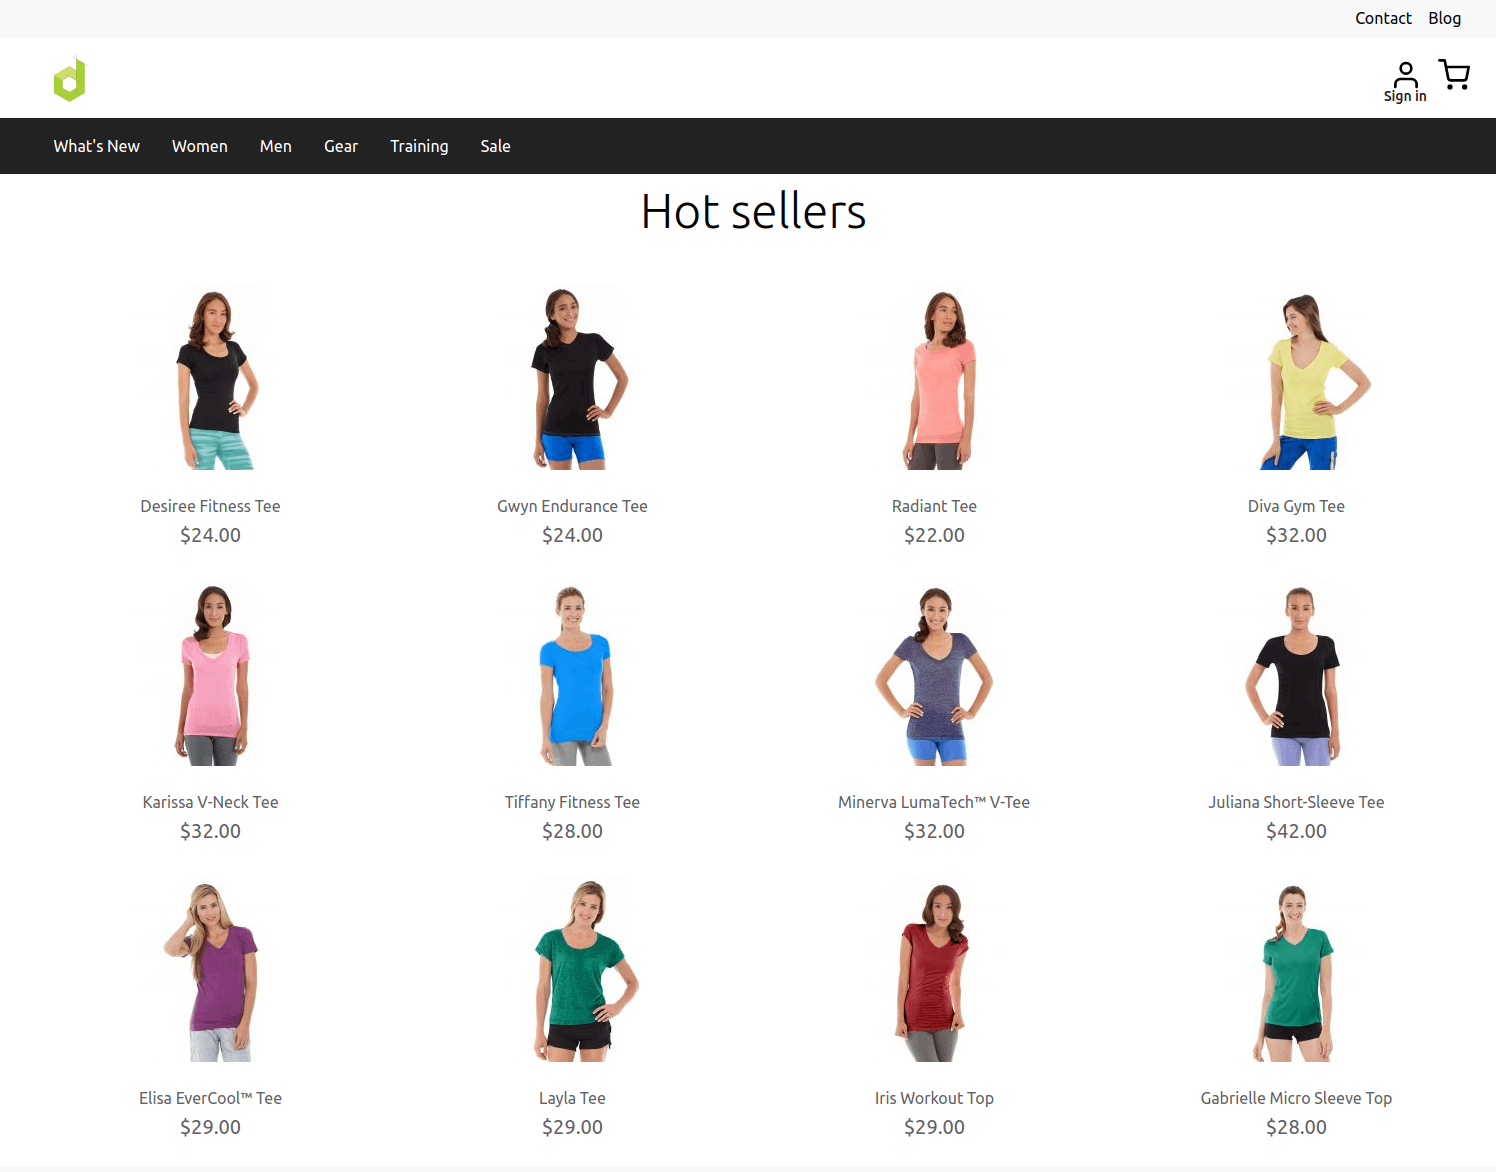 Contact Blog
Sign in
What's New Women Men Gear Training Sale
Hot sellers
Desiree Fitness Tee Gwyn Endurance Tee Radiant Tee Diva Gym Tee
$24.00 $24.00 $22.00 $32.00
Karissa V-Neck Tee Tiffany Fitness Tee Minerva LumaTech™ V-Tee Juliana Short-Sleeve Tee
$32.00 $28.00 $32.00 $42.00
Elisa EverCool™ Tee Layla Tee Iris Workout Top Gabrielle Micro Sleeve Top
$29.00 $29.00 $29.00 $28.00